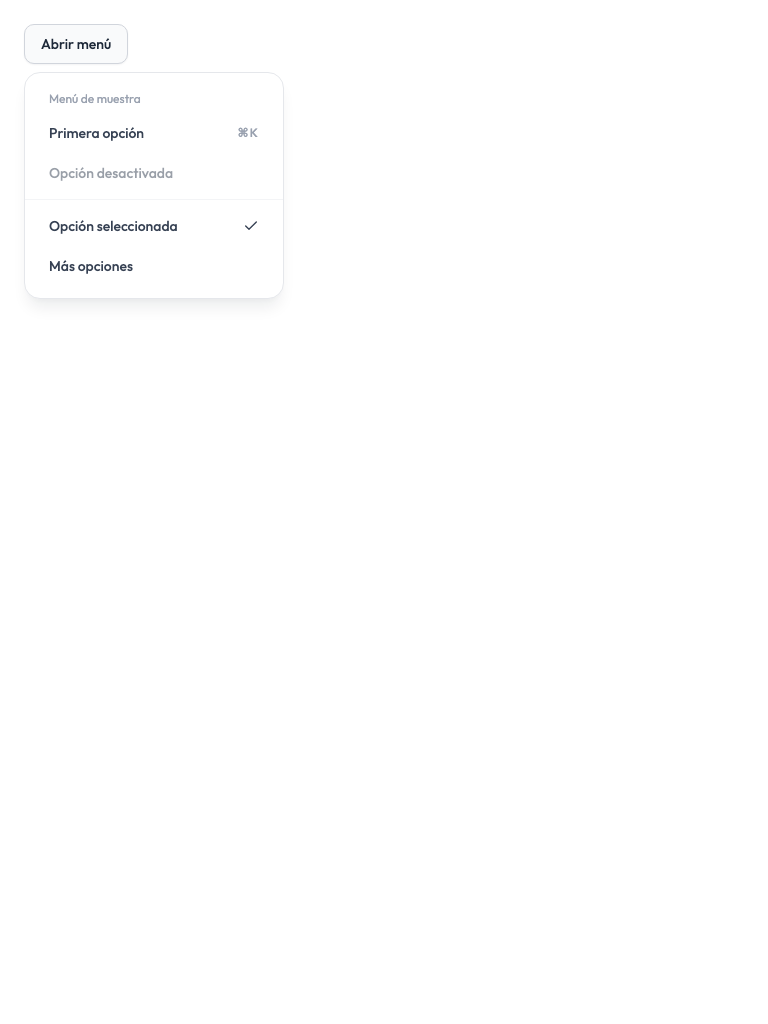 Abrir menú
Menú de muestra
Primera opción ⌘K
Opción desactivada
Opción seleccionada
Más opciones